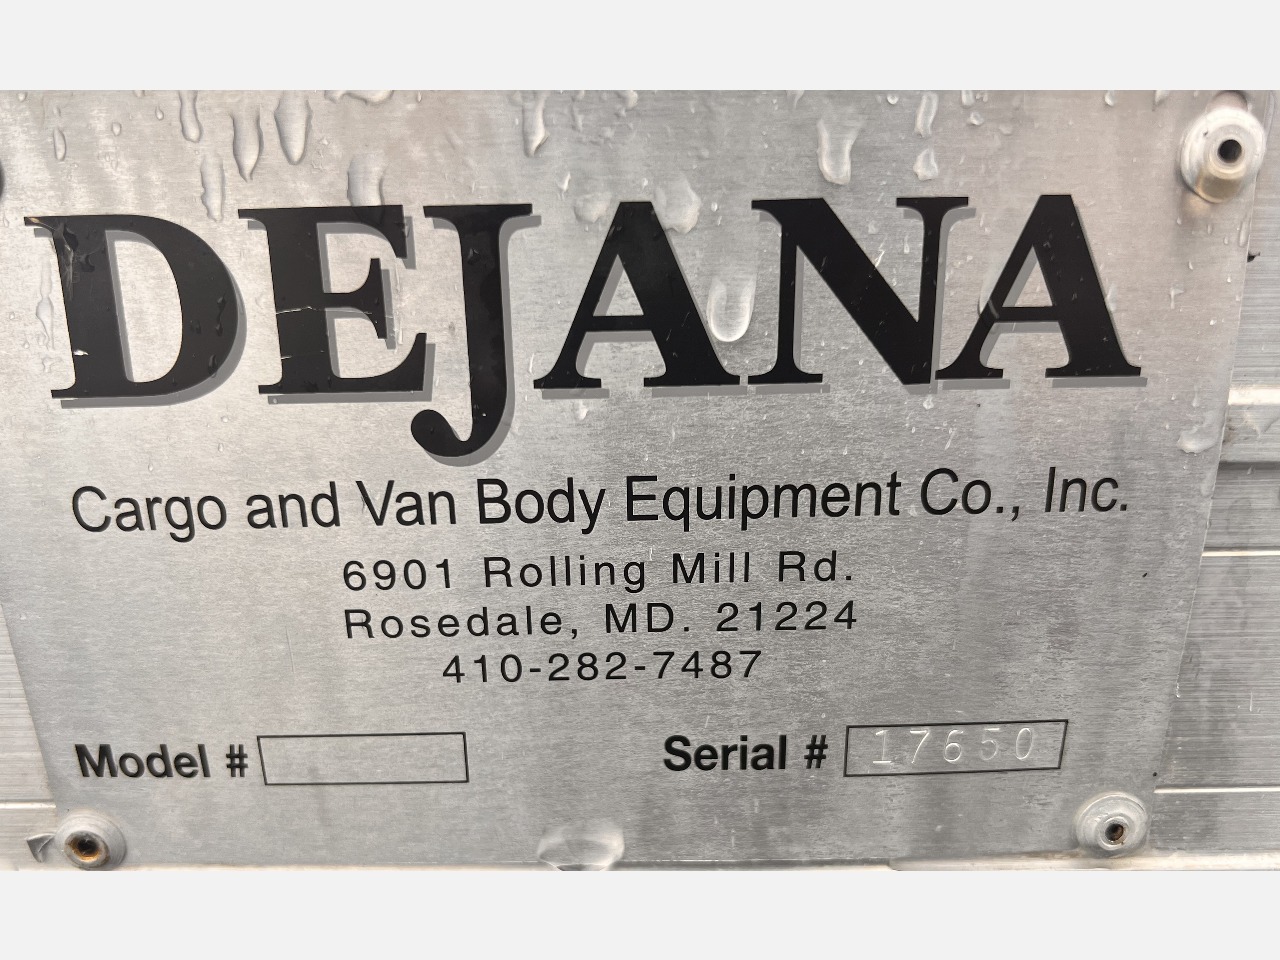 DEJANA
Cargo and Van Body Equipment Co., Inc.
6901 Rolling Mill Rd.
Rosedale, MD. 21224
410-282-7487
Model #
Serial # 17650